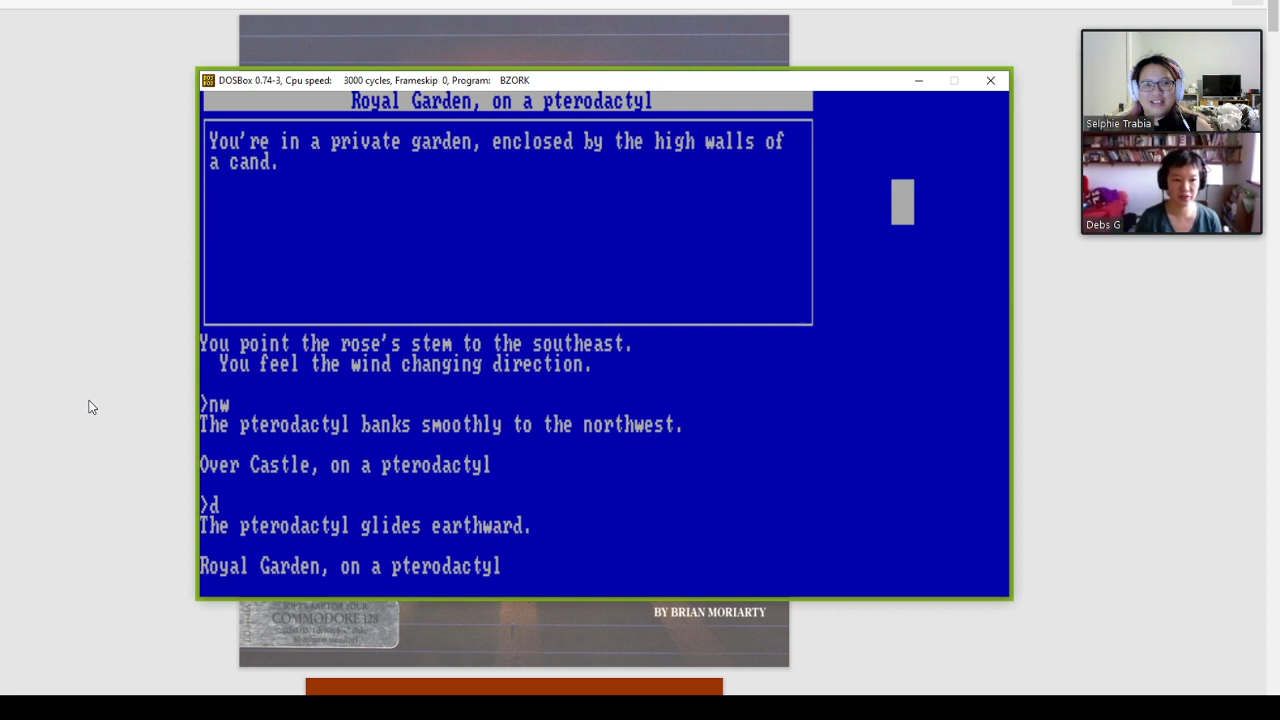 DOSBox 0.74-3, Cpu speed: 3000 cycles, Frameskip 0, Program: BZORK
Royal Garden, on a pterodactyl
You're in a private garden, enclosed by the high walls of
a cand.
You point the rose's stem to the southeast.
You feel the wind changing direction.
>nw
The pterodactyl banks smoothly to the northwest.
Over Castle, on a pterodactyl
>d
The pterodactyl glides earthward.
Royal Garden, on a pterodactyl
SOFTWARE FOR YOUR
COMMODORE 128
BY BRIAN MORIARTY
Selphie Trabia
Debs G